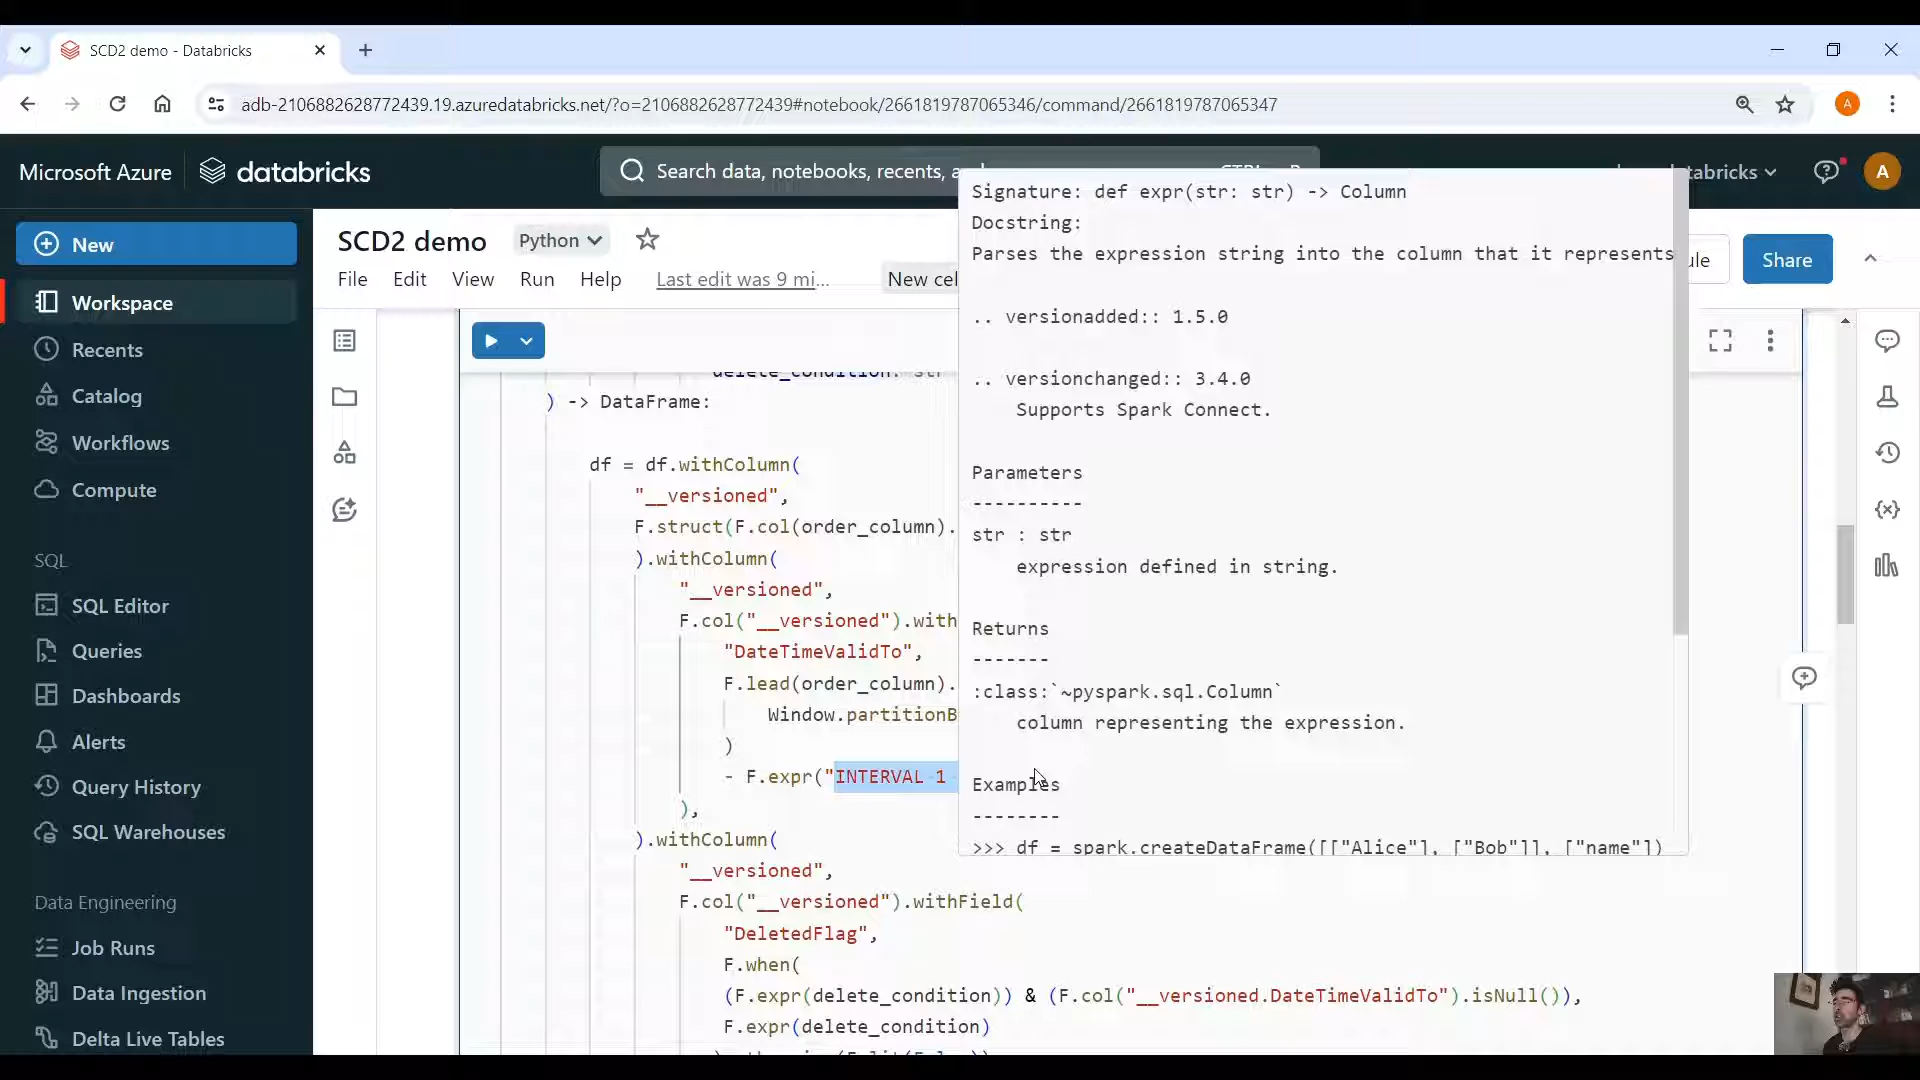 SCD2 demo - Databricks
adb-2106882628772439.19.azuredatabricks.net/?o=2106882628772439#notebook/2661819787065346/command/2661819787065347
A
Microsoft Azure
databricks
Search data, notebooks, recents, a
abricks
A
New
Workspace
Recents
Catalog
Workflows
Compute
SQL
SQL Editor
Queries
Dashboards
Alerts
Query History
SQL Warehouses
Data Engineering
Job Runs
Data Ingestion
Delta Live Tables
SCD2 demo
Python
File Edit View Run Help Last edit was 9 mi... New cel
Share
delete_condition: str
) -> DataFrame:
df = df.withColumn(
"__versioned",
F.struct(F.col(order_column).
).withColumn(
"__versioned",
F.col("__versioned").with
"DateTimeValidTo",
F.lead(order_column).
Window.partitionB
)
- F.expr("INTERVAL 1
),
).withColumn(
"__versioned",
F.col("__versioned").withField(
"DeletedFlag",
F.when(
(F.expr(delete_condition)) & (F.col("__versioned.DateTimeValidTo").isNull()),
F.expr(delete_condition)
Signature: def expr(str: str) -> Column
Docstring:
Parses the expression string into the column that it represents
.. versionadded:: 1.5.0
.. versionchanged:: 3.4.0
Supports Spark Connect.
Parameters
----------
str : str
expression defined in string.
Returns
-------
:class:`~pyspark.sql.Column`
column representing the expression.
Examples
--------
>>> df = spark.createDataFrame([["Alice"], ["Bob"]], ["name"])